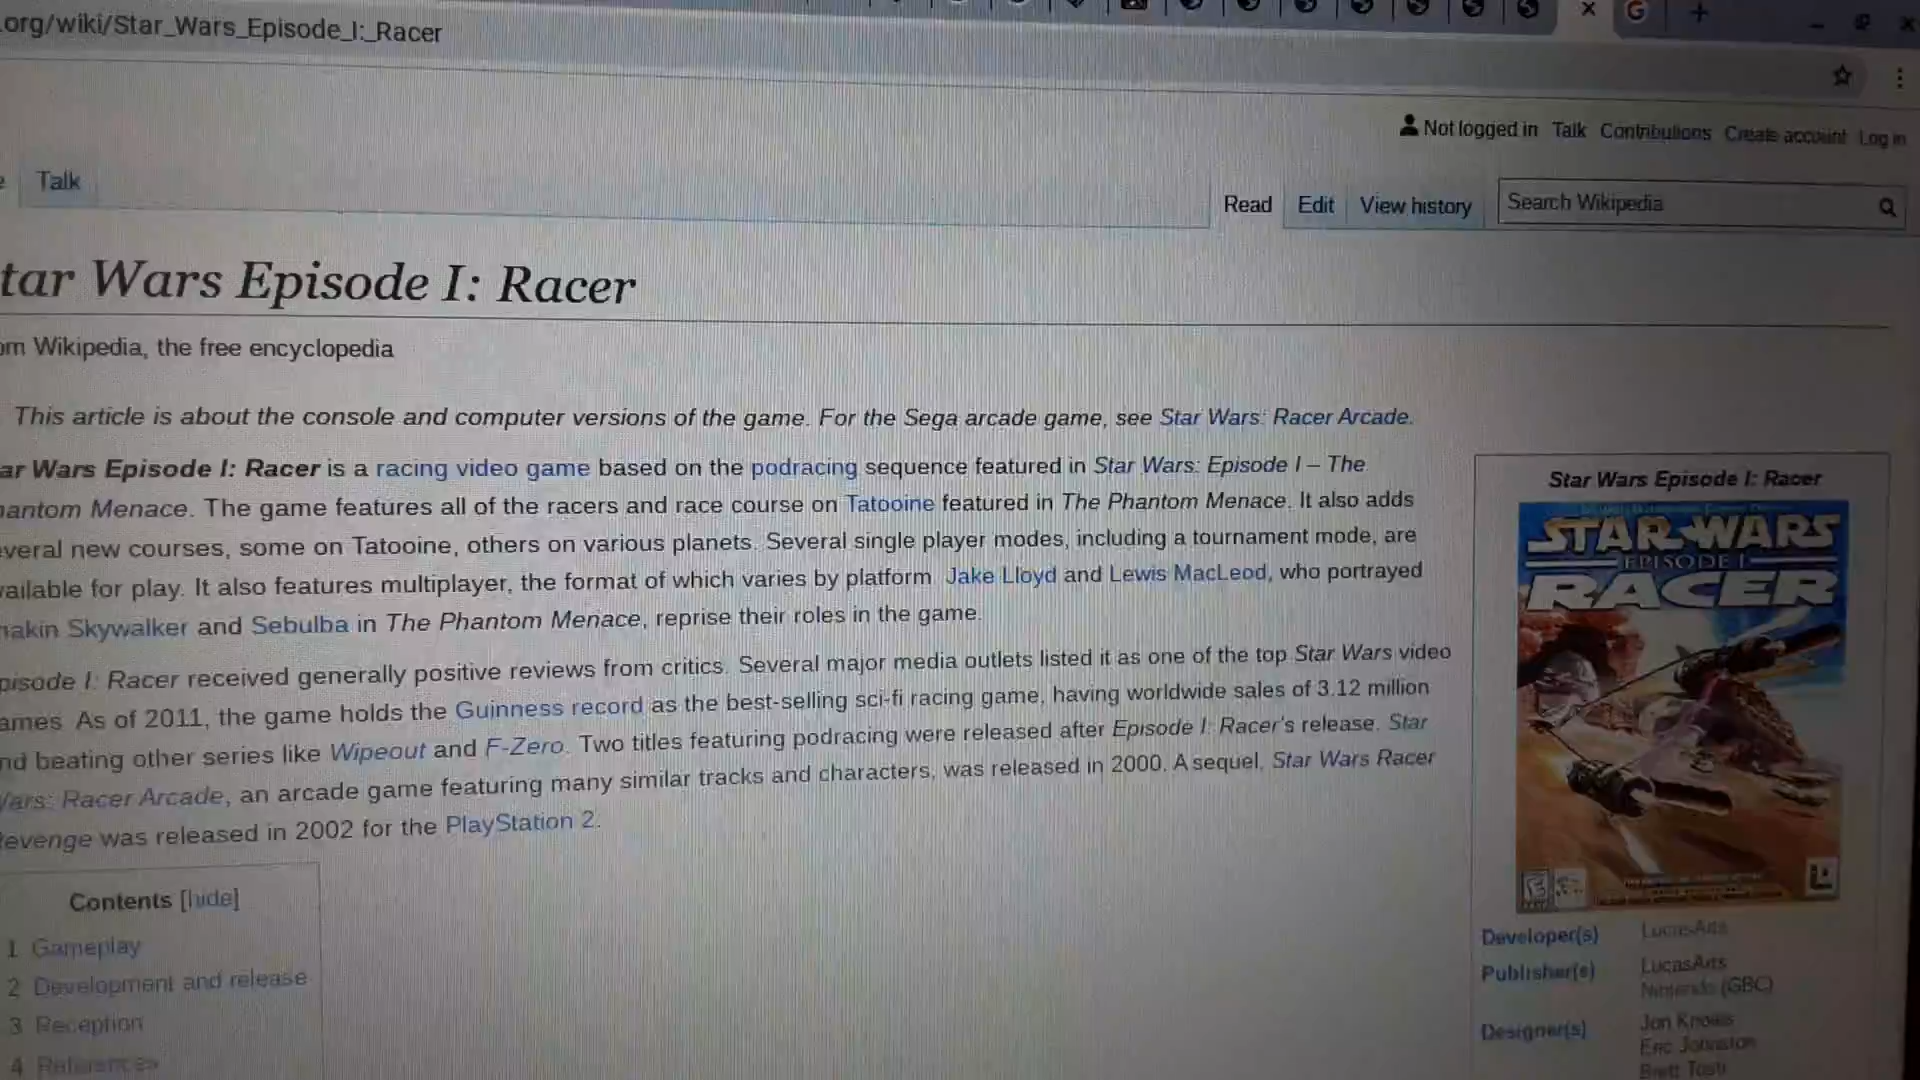 .org/wiki/Star_Wars_Episode_I:_Racer
Not logged in Talk Contributions Create account Log in
Talk
Read Edit View history Search Wikipedia
tar Wars Episode I: Racer
om Wikipedia, the free encyclopedia
This article is about the console and computer versions of the game. For the Sega arcade game, see Star Wars: Racer Arcade.
ar Wars Episode I: Racer is a racing video game based on the podracing sequence featured in Star Wars: Episode I – The
hantom Menace. The game features all of the racers and race course on Tatooine featured in The Phantom Menace. It also adds
everal new courses, some on Tatooine, others on various planets. Several single player modes, including a tournament mode, are
vailable for play. It also features multiplayer, the format of which varies by platform. Jake Lloyd and Lewis MacLeod, who portrayed
nakin Skywalker and Sebulba in The Phantom Menace, reprise their roles in the game.
pisode I: Racer received generally positive reviews from critics. Several major media outlets listed it as one of the top Star Wars video
ames. As of 2011, the game holds the Guinness record as the best-selling sci-fi racing game, having worldwide sales of 3.12 million
nd beating other series like Wipeout and F-Zero. Two titles featuring podracing were released after Episode I: Racer's release. Star
Wars: Racer Arcade, an arcade game featuring many similar tracks and characters, was released in 2000. A sequel, Star Wars Racer
Revenge was released in 2002 for the PlayStation 2.
Contents [hide]
1 Gameplay
2 Development and release
3 Reception
4 References
Star Wars Episode I: Racer
STAR WARS
EPISODE I
RACER
Developer(s) LucasArts
Publisher(s) LucasArts
Nintendo (GBC)
Designer(s) Jon Knoles
Eric Johnston
Brett Tosti